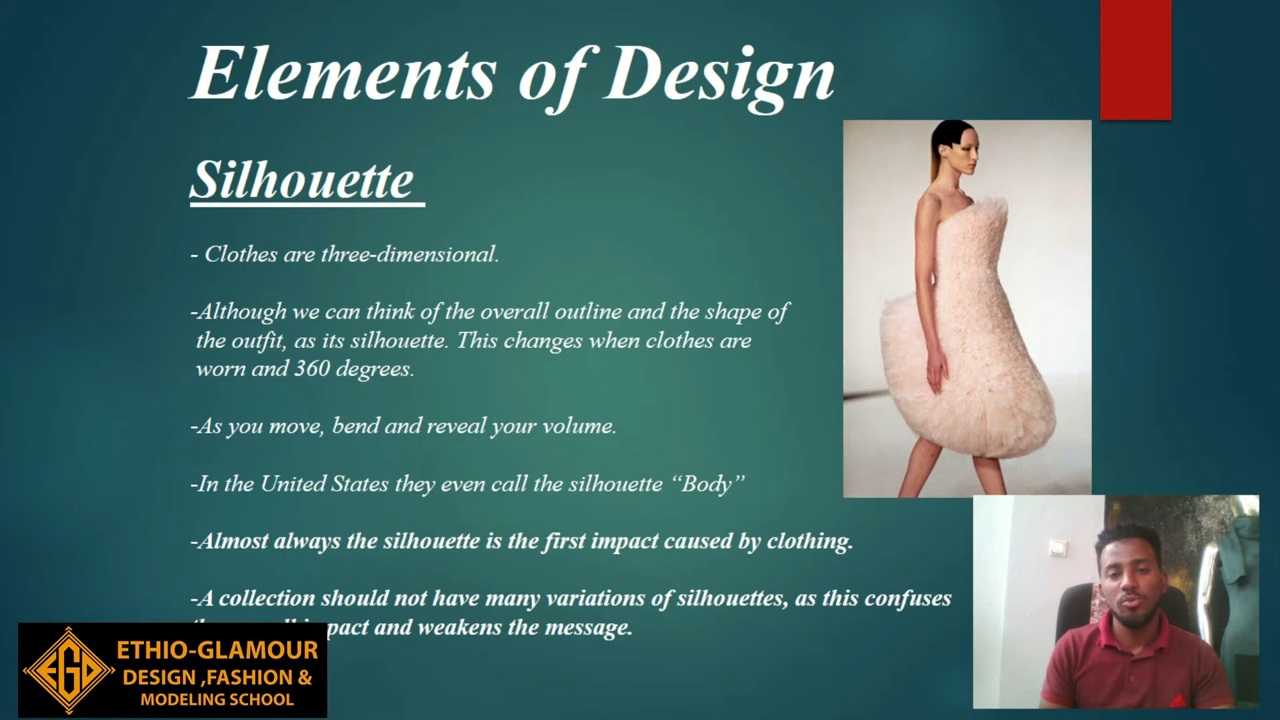 Elements of Design
Silhouette
- Clothes are three-dimensional.
-Although we can think of the overall outline and the shape of
the outfit, as its silhouette. This changes when clothes are
worn and 360 degrees.
-As you move, bend and reveal your volume.
-In the United States they even call the silhouette “Body”
-Almost always the silhouette is the first impact caused by clothing.
-A collection should not have many variations of silhouettes, as this confuses
and weakens the message.
EGD
ETHIO-GLAMOUR
DESIGN ,FASHION &
MODELING SCHOOL